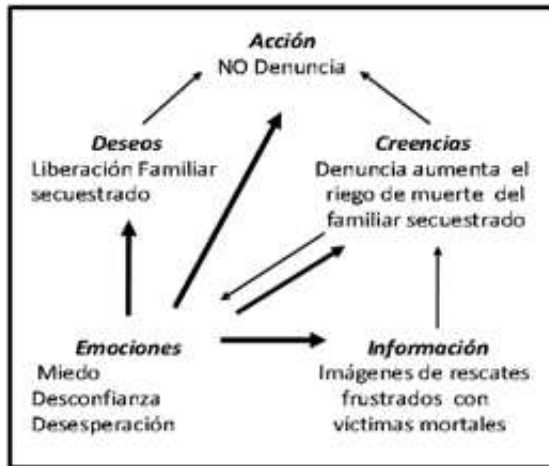 Acción
NO Denuncia
Deseos
Liberación Familiar
secuestrado
Creencias
Denuncia aumenta el
riego de muerte del
familiar secuestrado
Emociones
Miedo
Desconfianza
Desesperación
Información
Imágenes de rescates
frustrados con
víctimas mortales